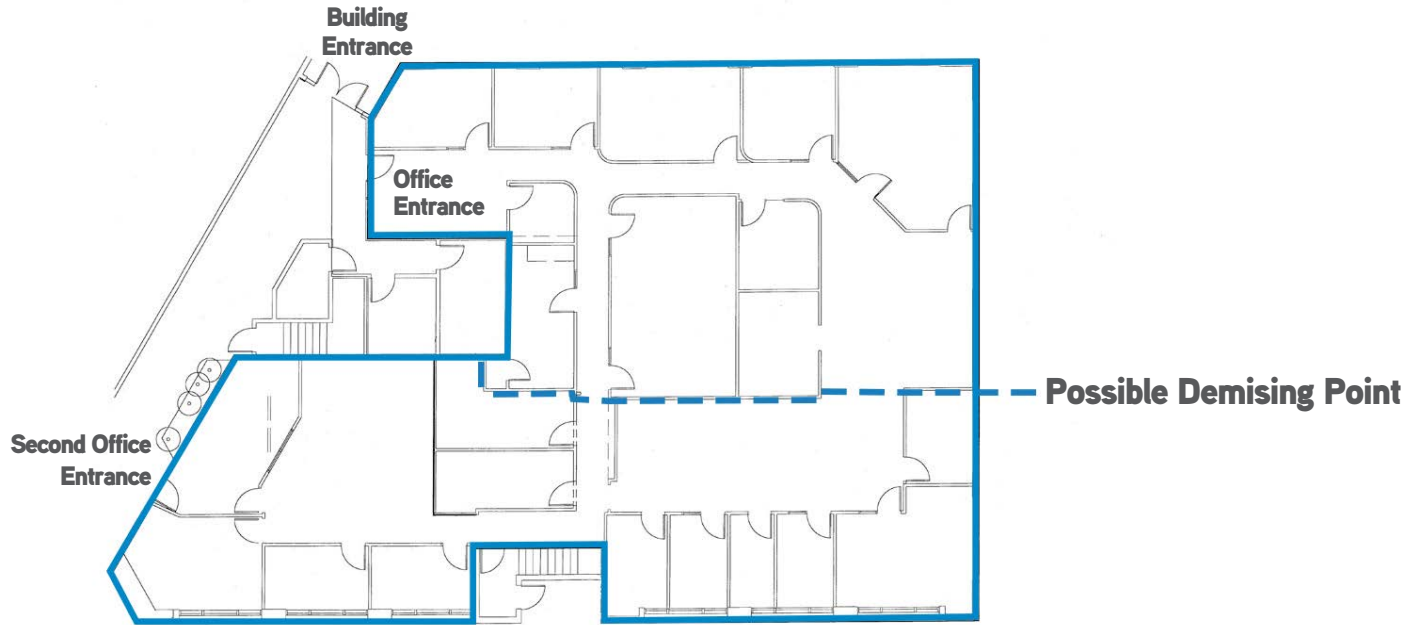 Building
Entrance
Office
Entrance
Possible Demising Point
Second Office
Entrance